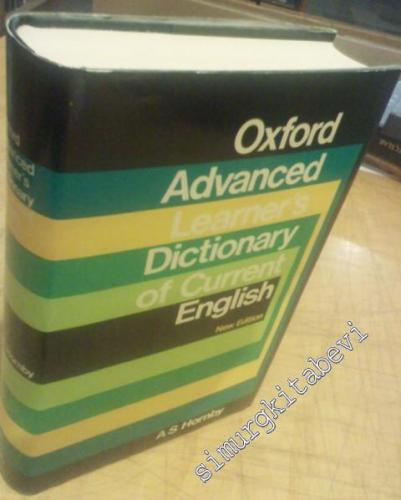 Oxford
Advanced
Learner's
Dictionary
of Current
English
New Edition
A S Hornby
simurgkitabevi